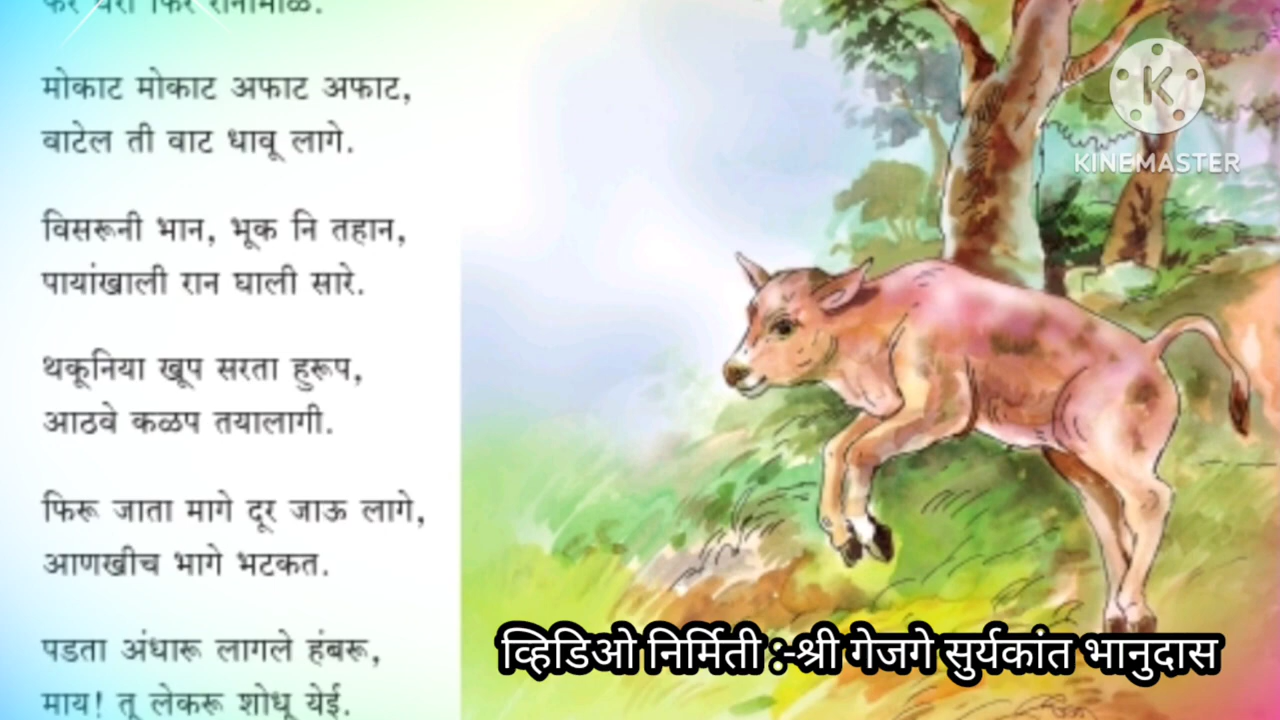 फिरे रानोमाळ.
मोकाट मोकाट अफाट अफाट,
वाटेल ती वाट धावू लागे.
विसरूनी भान, भूक नि तहान,
पायांखाली रान घाली सारे.
थकूनिया खूप सरता हुरूप,
आठवे कळप तयालागी.
फिरू जाता मागे दूर जाऊ लागे,
आणखीच भागे भटकत.
पडता अंधारू लागले हंबरू,
माय! तू लेकरू शोधू येई.
K
KINEMASTER
व्हिडिओ निर्मिती :-श्री गेजगे सुर्यकांत भानुदास